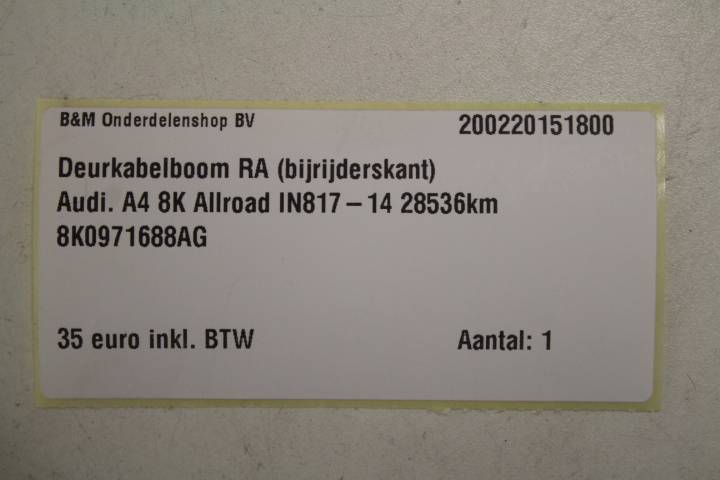 B&M Onderdelenshop BV 200220151800
Deurkabelboom RA (bijrijderskant)
Audi. A4 8K Allroad IN817 – 14 28536km
8K0971688AG
35 euro inkl. BTW Aantal: 1